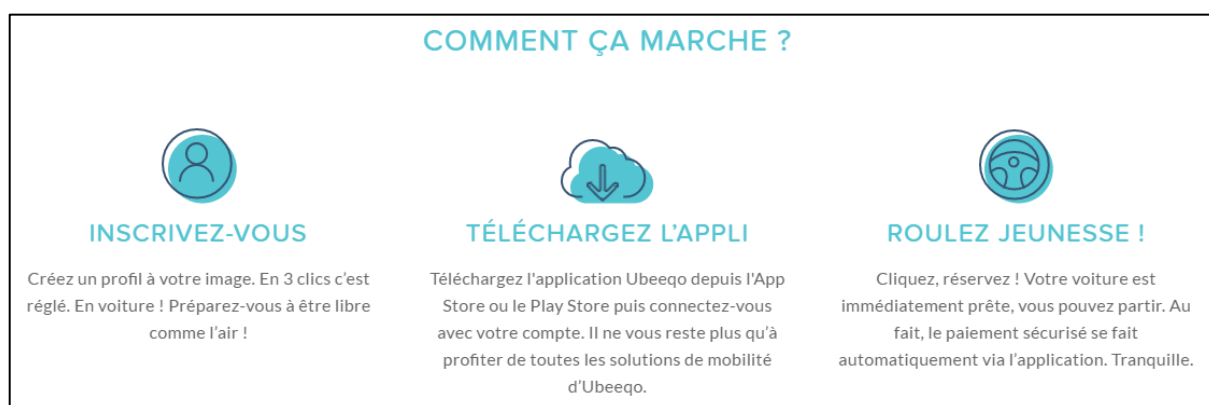 COMMENT ÇA MARCHE ?
INSCRIVEZ-VOUS
Créez un profil à votre image. En 3 clics c’est
réglé. En voiture ! Préparez-vous à être libre
comme l’air !
TÉLÉCHARGEZ L’APPLI
Téléchargez l'application Ubeeqo depuis l'App
Store ou le Play Store puis connectez-vous
avec votre compte. Il ne vous reste plus qu’à
profiter de toutes les solutions de mobilité
d’Ubeeqo.
ROULEZ JEUNESSE !
Cliquez, réservez ! Votre voiture est
immédiatement prête, vous pouvez partir. Au
fait, le paiement sécurisé se fait
automatiquement via l’application. Tranquille.